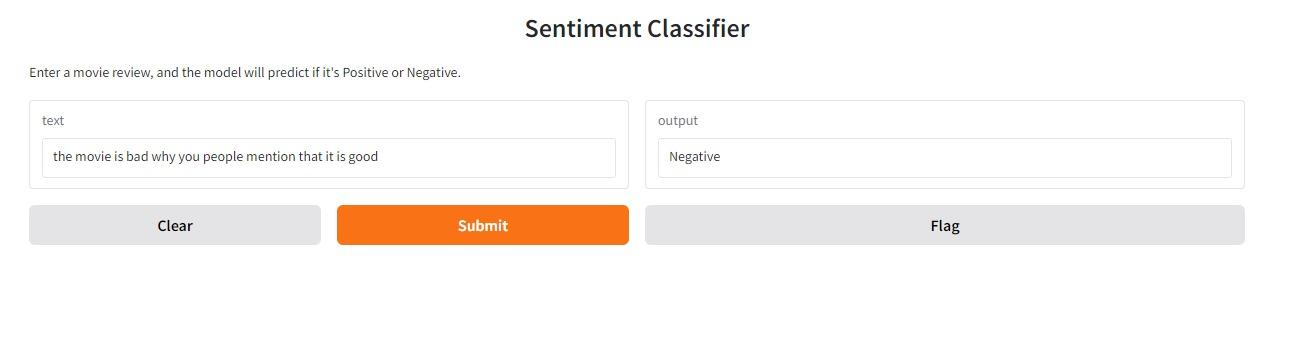 Sentiment Classifier
Enter a movie review, and the model will predict if it's Positive or Negative.
text
the movie is bad why you people mention that it is good
output
Negative
Clear
Submit
Flag